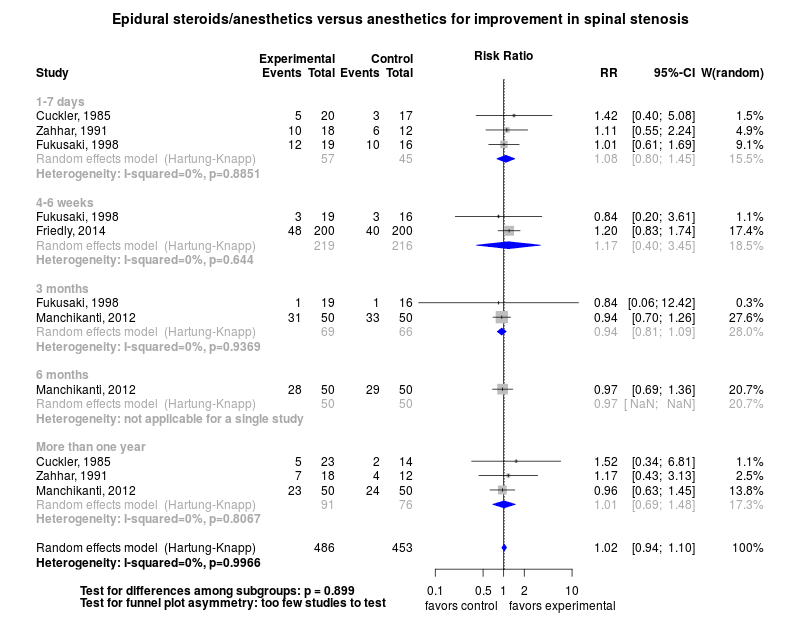 Epidural steroids/anesthetics versus anesthetics for improvement in spinal stenosis
Experimental Control Risk Ratio
Study Events Total Events Total RR 95%-CI W(random)
1-7 days
Cuckler, 1985 5 20 3 17 1.42 [0.40; 5.08] 1.5%
Zahhar, 1991 10 18 6 12 1.11 [0.55; 2.24] 4.9%
Fukusaki, 1998 12 19 10 16 1.01 [0.61; 1.69] 9.1%
Random effects model (Hartung-Knapp) 57 45 1.08 [0.80; 1.45] 15.5%
Heterogeneity: I-squared=0%, p=0.8851
4-6 weeks
Fukusaki, 1998 3 19 3 16 0.84 [0.20; 3.61] 1.1%
Friedly, 2014 48 200 40 200 1.20 [0.83; 1.74] 17.4%
Random effects model (Hartung-Knapp) 219 216 1.17 [0.40; 3.45] 18.5%
Heterogeneity: I-squared=0%, p=0.644
3 months
Fukusaki, 1998 1 19 1 16 0.84 [0.06; 12.42] 0.3%
Manchikanti, 2012 31 50 33 50 0.94 [0.70; 1.26] 27.6%
Random effects model (Hartung-Knapp) 69 66 0.94 [0.81; 1.09] 28.0%
Heterogeneity: I-squared=0%, p=0.9369
6 months
Manchikanti, 2012 28 50 29 50 0.97 [0.69; 1.36] 20.7%
Random effects model (Hartung-Knapp) 50 50 0.97 [ NaN; NaN] 20.7%
Heterogeneity: not applicable for a single study
More than one year
Cuckler, 1985 5 23 2 14 1.52 [0.34; 6.81] 1.1%
Zahhar, 1991 7 18 4 12 1.17 [0.43; 3.13] 2.5%
Manchikanti, 2012 23 50 24 50 0.96 [0.63; 1.45] 13.8%
Random effects model (Hartung-Knapp) 91 76 1.01 [0.69; 1.48] 17.3%
Heterogeneity: I-squared=0%, p=0.8067
Random effects model (Hartung-Knapp) 486 453 1.02 [0.94; 1.10] 100%
Heterogeneity: I-squared=0%, p=0.9966
Test for differences among subgroups: p = 0.899
Test for funnel plot asymmetry: too few studies to test
0.1 0.5 1 2 10
favors control favors experimental